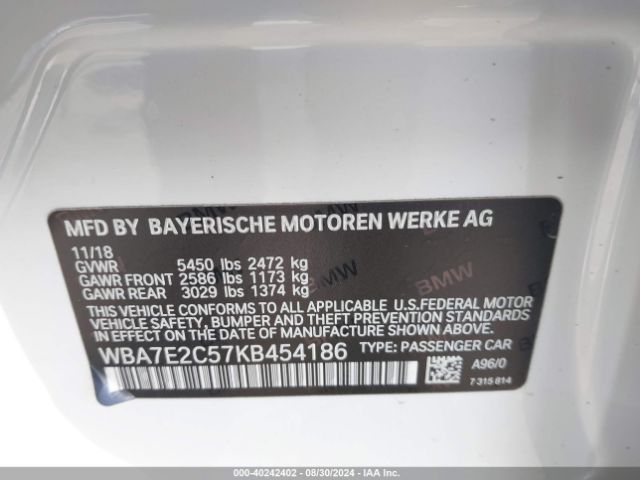 MFD BY BAYERISCHE MOTOREN WERKE AG
11/18
GVWR 5450 lbs 2472 kg
GAWR FRONT 2586 lbs 1173 kg
GAWR REAR 3029 lbs 1374 kg
THIS VEHICLE CONFORMS TO ALL APPLICABLE U.S.FEDERAL MOTOR
VEHICLE SAFETY, BUMPER, AND THEFT PREVENTION STANDARDS IN
EFFECT ON THE DATE OF MANUFACTURE SHOWN ABOVE.
WBA7E2C57KB454186 TYPE: PASSENGER CAR
A96/0
7 315 814
BMW
BMW
BMW
000-40242402 - 08/30/2024 - IAA, Inc.